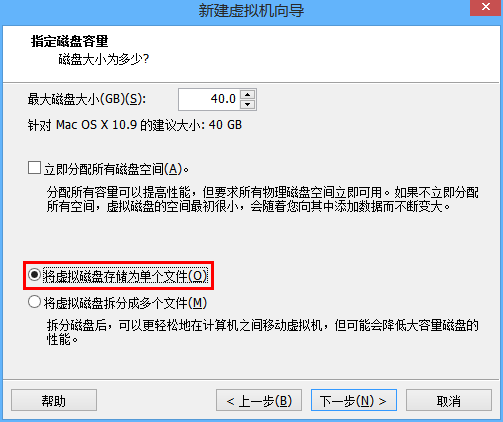 新建虚拟机向导
指定磁盘容量
磁盘大小为多少?
最大磁盘大小(GB)(S): 40.0
针对 Mac OS X 10.9 的建议大小: 40 GB
立即分配所有磁盘空间(A)。
分配所有容量可以提高性能，但要求所有物理磁盘空间立即可用。如果不立即分配
所有空间，虚拟磁盘的空间最初很小，会随着您向其中添加数据而不断变大。
将虚拟磁盘存储为单个文件(O)
将虚拟磁盘拆分成多个文件(M)
拆分磁盘后，可以更轻松地在计算机之间移动虚拟机，但可能会降低大容量磁盘的
性能。
帮助 < 上一步(B) 下一步(N) > 取消